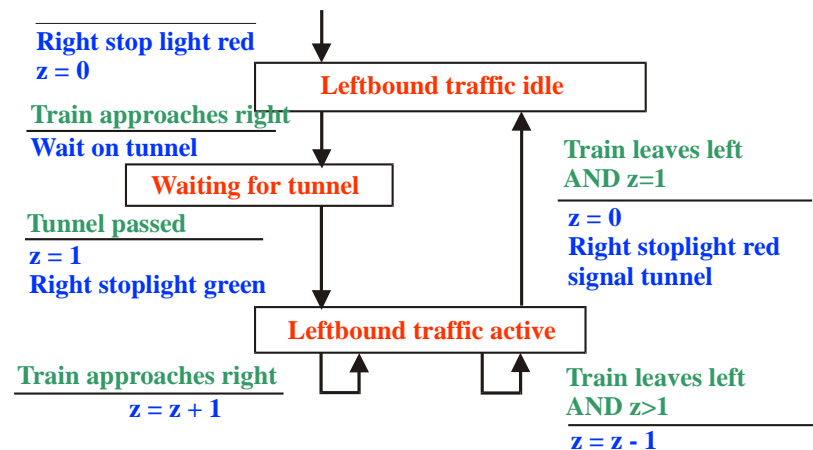 Right stop light red
z = 0
Leftbound traffic idle
Train approaches right
Wait on tunnel
Waiting for tunnel
Train leaves left
AND z=1
z = 0
Right stoplight red
signal tunnel
Tunnel passed
z = 1
Right stoplight green
Leftbound traffic active
Train approaches right
z = z + 1
Train leaves left
AND z>1
z = z - 1